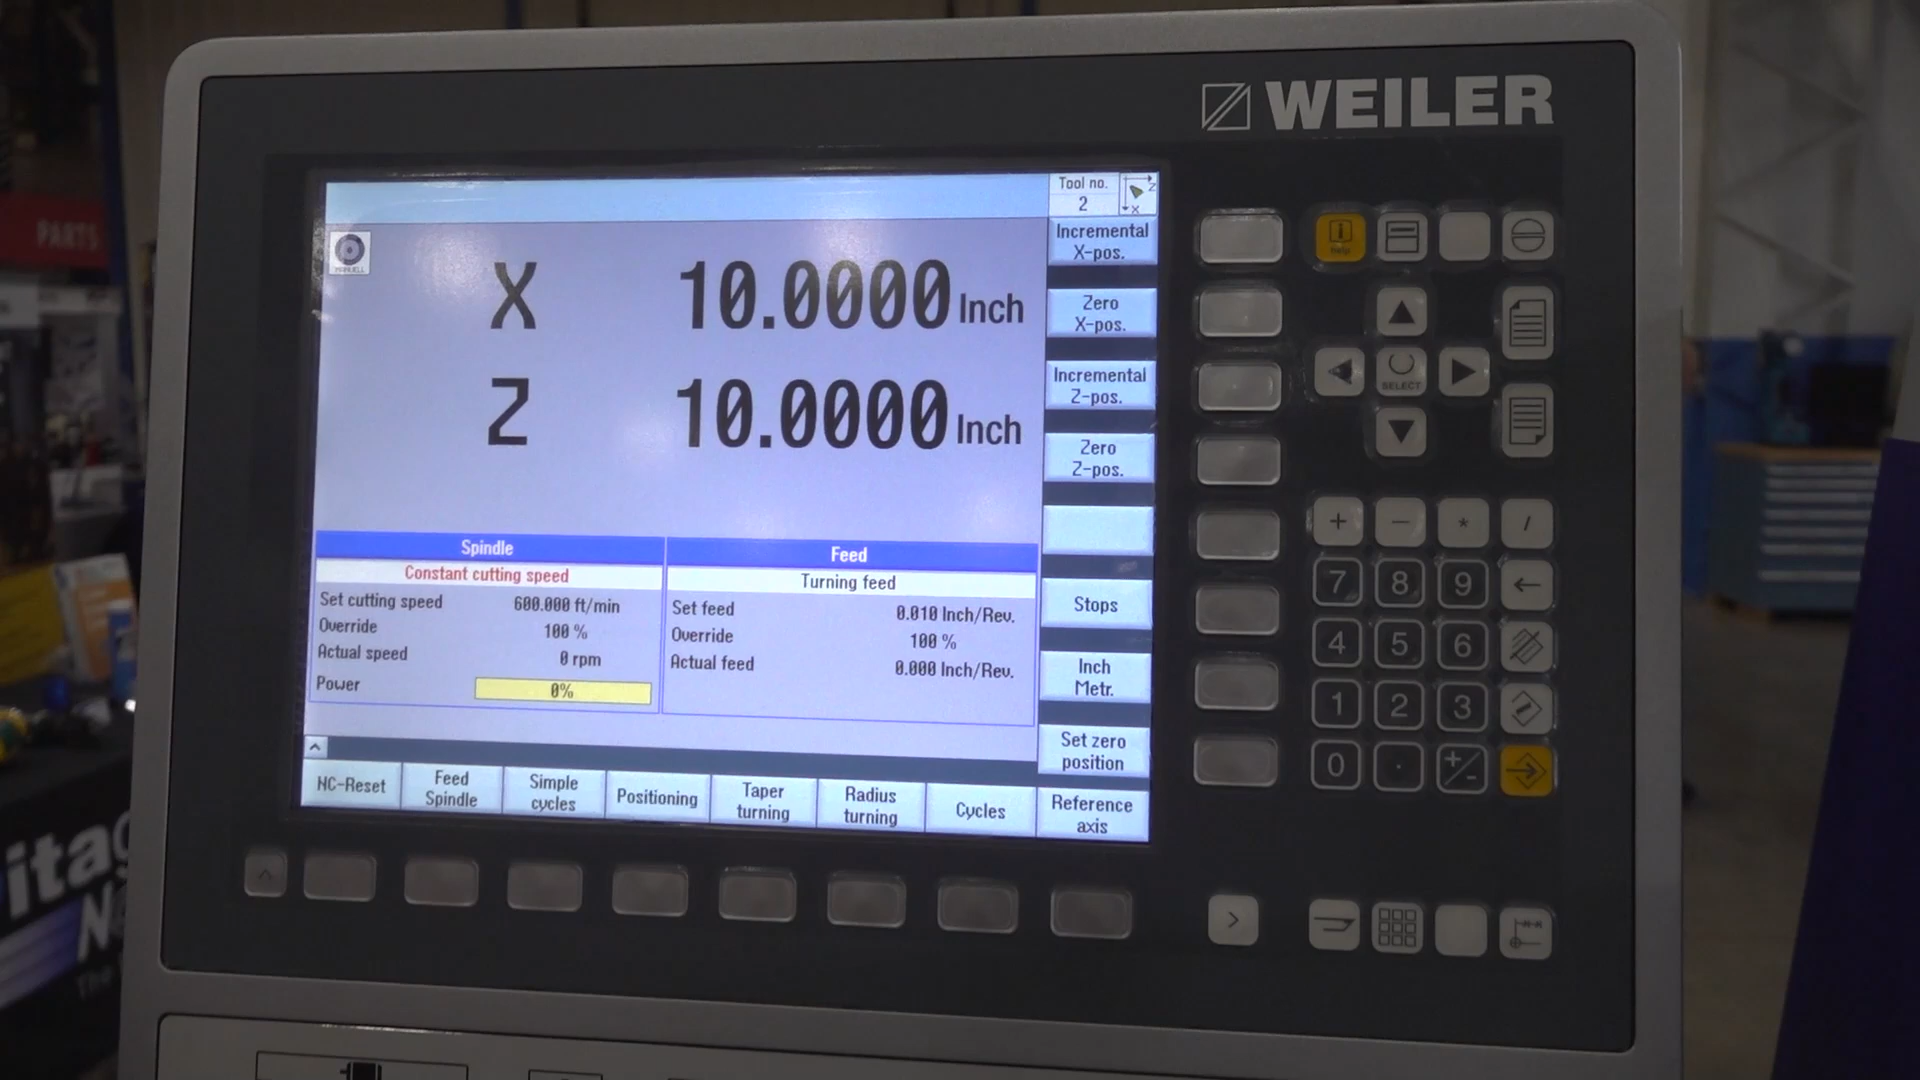 WEILER
PARTS
Tool no.
2
Z
X
Incremental
X-pos.
MANUELL
X 10.0000 Inch
Zero
X-pos.
Z 10.0000 Inch
Incremental
Z-pos.
Zero
Z-pos.
Spindle
Constant cutting speed
Set cutting speed 600.000 ft/min
Override 100 %
Actual speed 0 rpm
Power 0%
Feed
Turning feed
Set feed 0.010 Inch/Rev.
Override 100 %
Actual feed 0.000 Inch/Rev.
Stops
Inch
Metr.
Set zero
position
NC-Reset
Feed
Spindle
Simple
cycles
Positioning
Taper
turning
Radius
turning
Cycles
Reference
axis
i
help
SELECT
+ - * /
7 8 9
4 5 6
1 2 3
0 . +/-
^
>
The